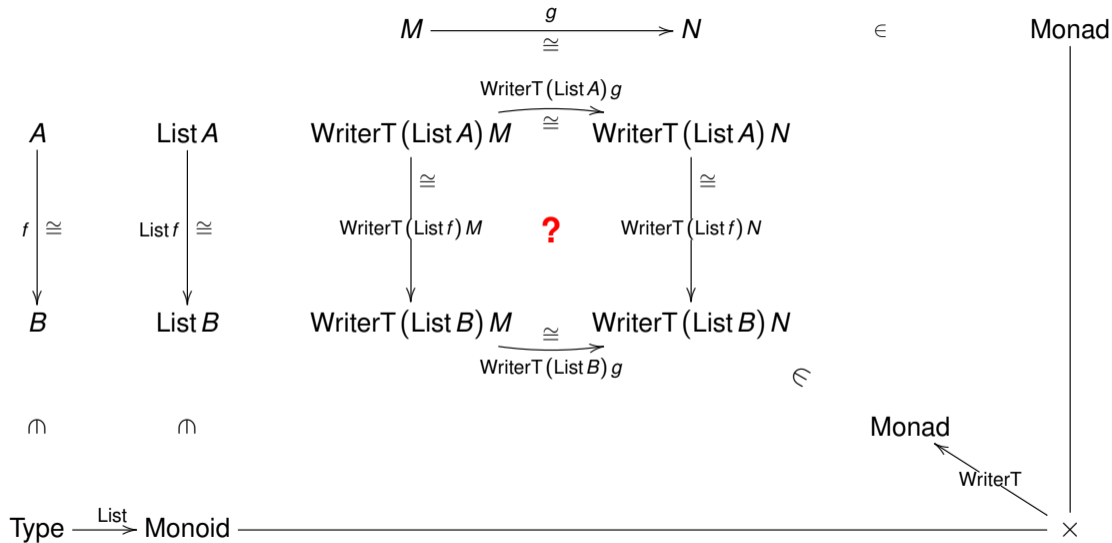 g
M N ∈ Monad
≅
WriterT (List A) g
A List A WriterT (List A) M ≅ WriterT (List A) N
≅ ≅
f ≅ List f ≅ WriterT (List f) M ? WriterT (List f) N
B List B WriterT (List B) M ≅ WriterT (List B) N
WriterT (List B) g
∈
∈ ∈ Monad
WriterT
List
Type Monoid ×